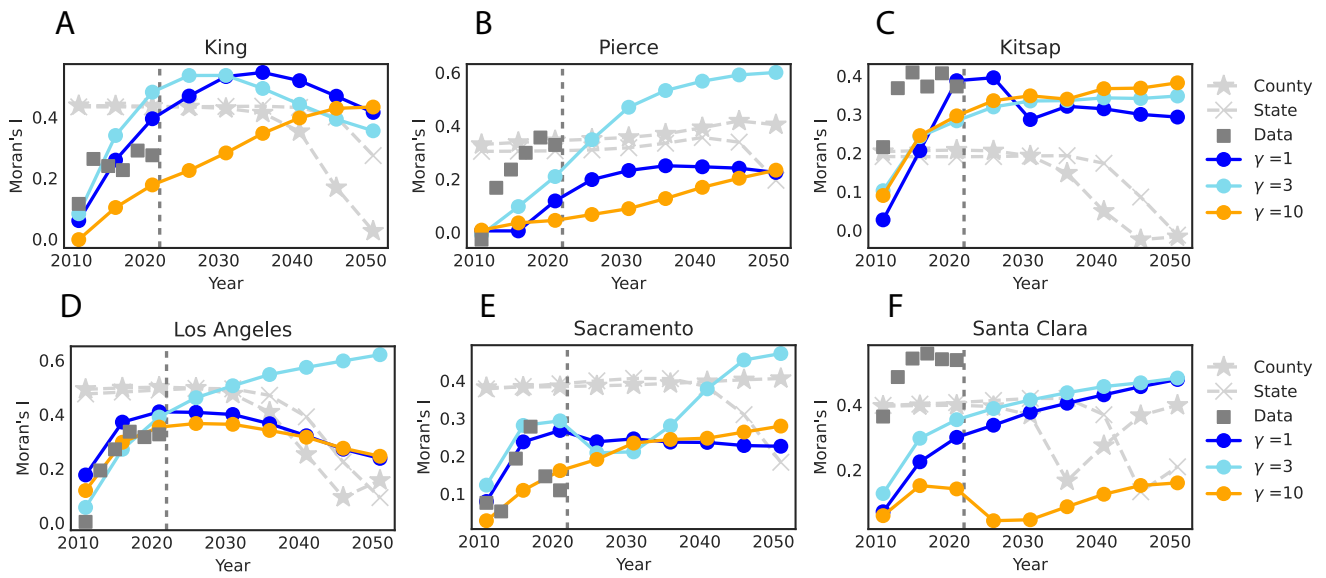 A
King
Moran's I
0.4
0.2
0.0
2010 2020 2030 2040 2050
Year
B
Pierce
Moran's I
0.6
0.4
0.2
0.0
2010 2020 2030 2040 2050
Year
C
Kitsap
Moran's I
0.4
0.3
0.2
0.1
0.0
2010 2020 2030 2040 2050
Year
County
State
Data
γ =1
γ =3
γ =10
D
Los Angeles
Moran's I
0.6
0.4
0.2
0.0
2010 2020 2030 2040 2050
Year
E
Sacramento
Moran's I
0.4
0.3
0.2
0.1
2010 2020 2030 2040 2050
Year
F
Santa Clara
Moran's I
0.4
0.2
2010 2020 2030 2040 2050
Year
County
State
Data
γ =1
γ =3
γ =10